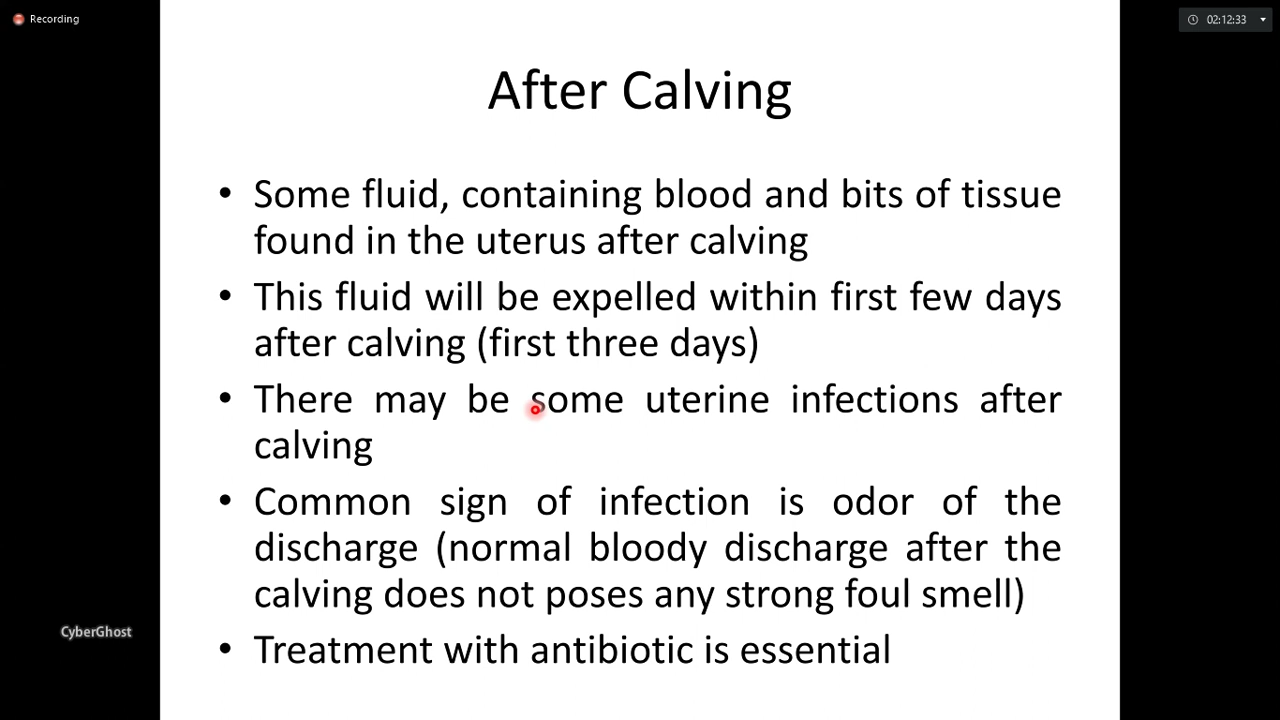 Recording
02:12:33
After Calving
• Some fluid, containing blood and bits of tissue
found in the uterus after calving
• This fluid will be expelled within first few days
after calving (first three days)
• There may be some uterine infections after
calving
• Common sign of infection is odor of the
discharge (normal bloody discharge after the
calving does not poses any strong foul smell)
CyberGhost
• Treatment with antibiotic is essential